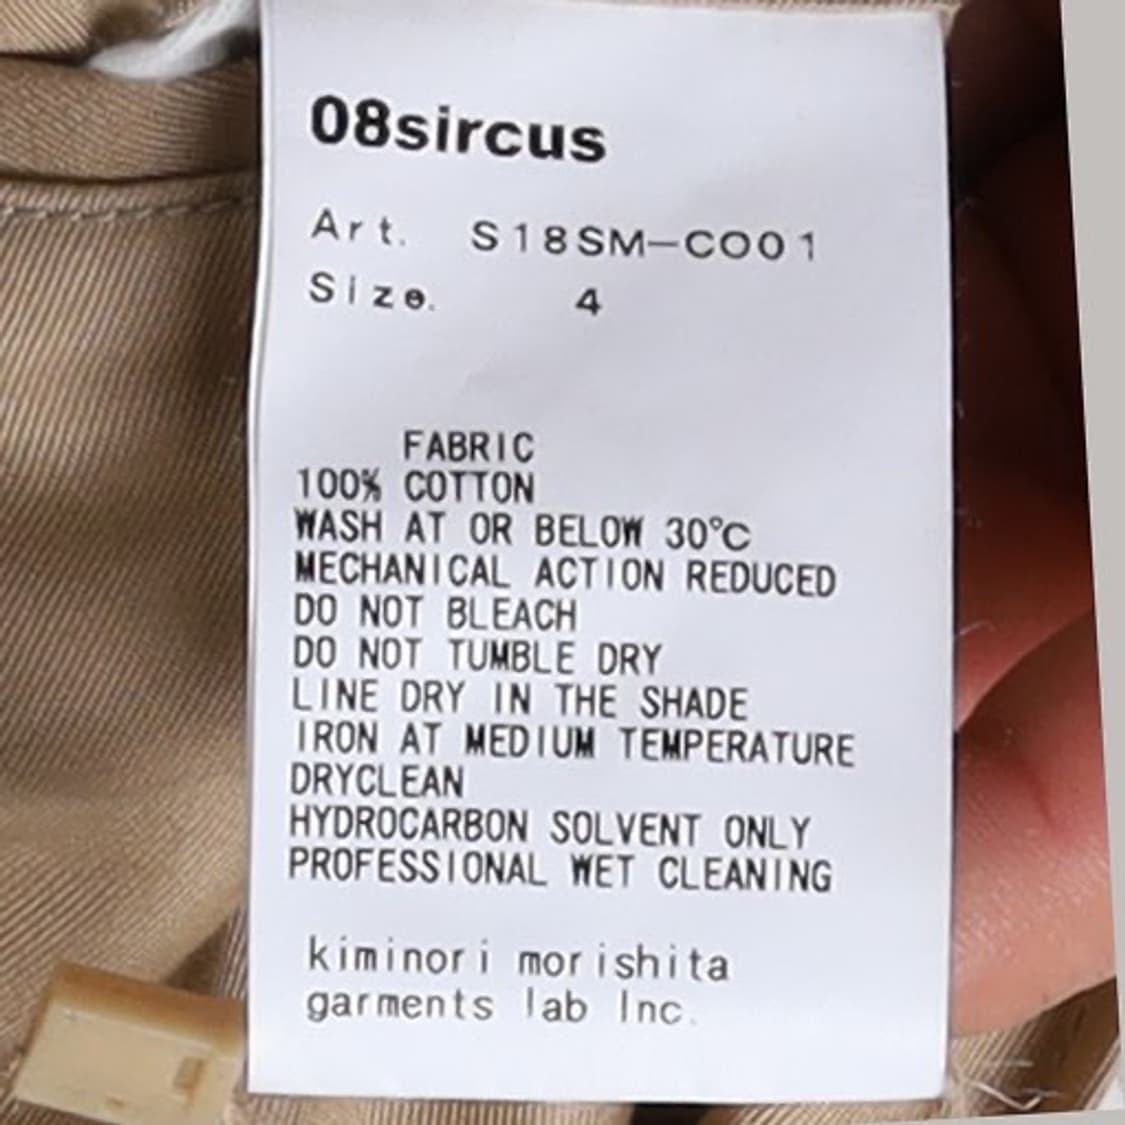 08sircus
Art. S18SM-CO01
Size. 4
FABRIC
100% COTTON
WASH AT OR BELOW 30°C
MECHANICAL ACTION REDUCED
DO NOT BLEACH
DO NOT TUMBLE DRY
LINE DRY IN THE SHADE
IRON AT MEDIUM TEMPERATURE
DRYCLEAN
HYDROCARBON SOLVENT ONLY
PROFESSIONAL WET CLEANING
kiminori morishita
garments lab Inc.